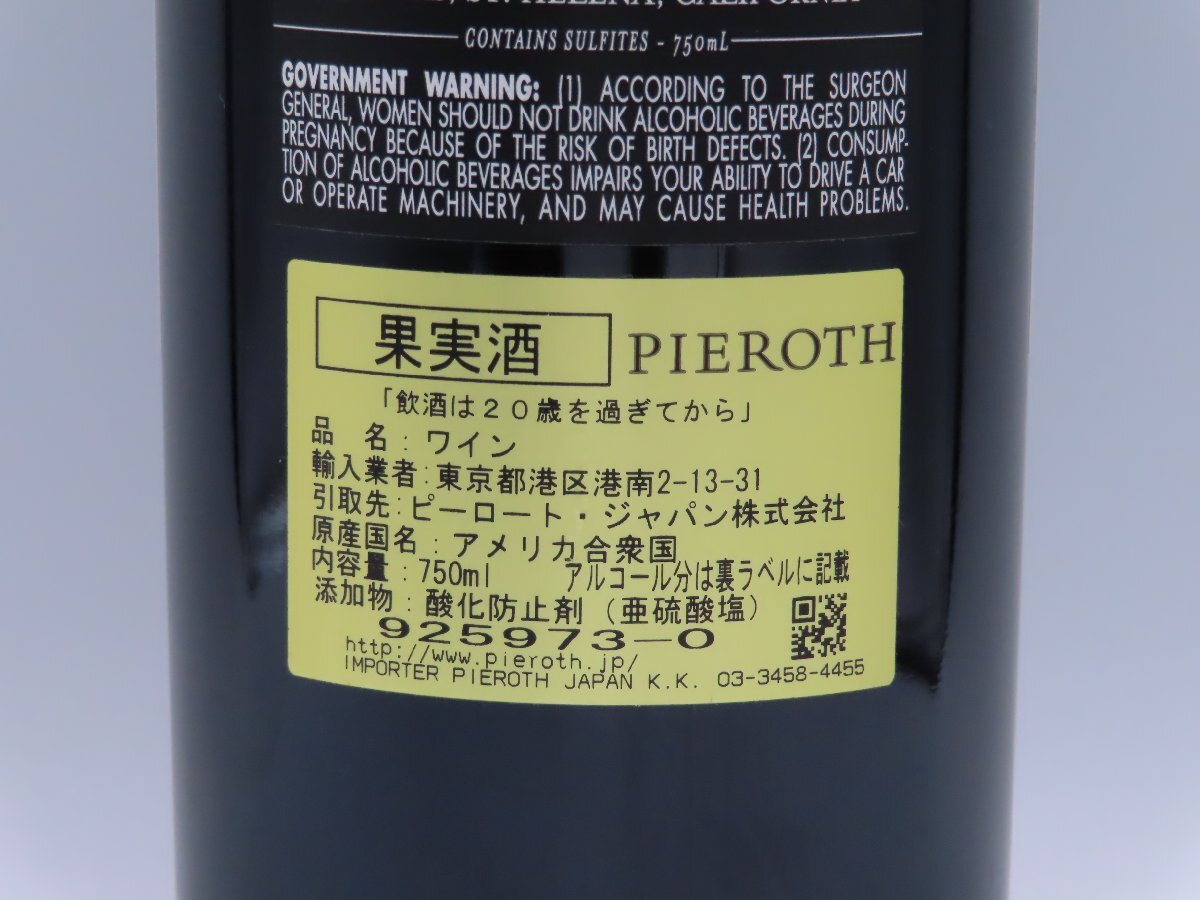 , ST. HELENA, CALIFORNIA
CONTAINS SULFITES - 750mL
GOVERNMENT WARNING: (1) ACCORDING TO THE SURGEON
GENERAL, WOMEN SHOULD NOT DRINK ALCOHOLIC BEVERAGES DURING
PREGNANCY BECAUSE OF THE RISK OF BIRTH DEFECTS. (2) CONSUMP-
TION OF ALCOHOLIC BEVERAGES IMPAIRS YOUR ABILITY TO DRIVE A CAR
OR OPERATE MACHINERY, AND MAY CAUSE HEALTH PROBLEMS.
果実酒 PIEROTH
「飲酒は20歳を過ぎてから」
品 名:ワイン
輸入業者:東京都港区港南2-13-31
引取先:ピーロート・ジャパン株式会社
原産国名:アメリカ合衆国
内容量:750ml アルコール分は裏ラベルに記載
添加物:酸化防止剤(亜硫酸塩)
925973-0
http://www.pieroth.jp/
IMPORTER PIEROTH JAPAN K.K. 03-3458-4455